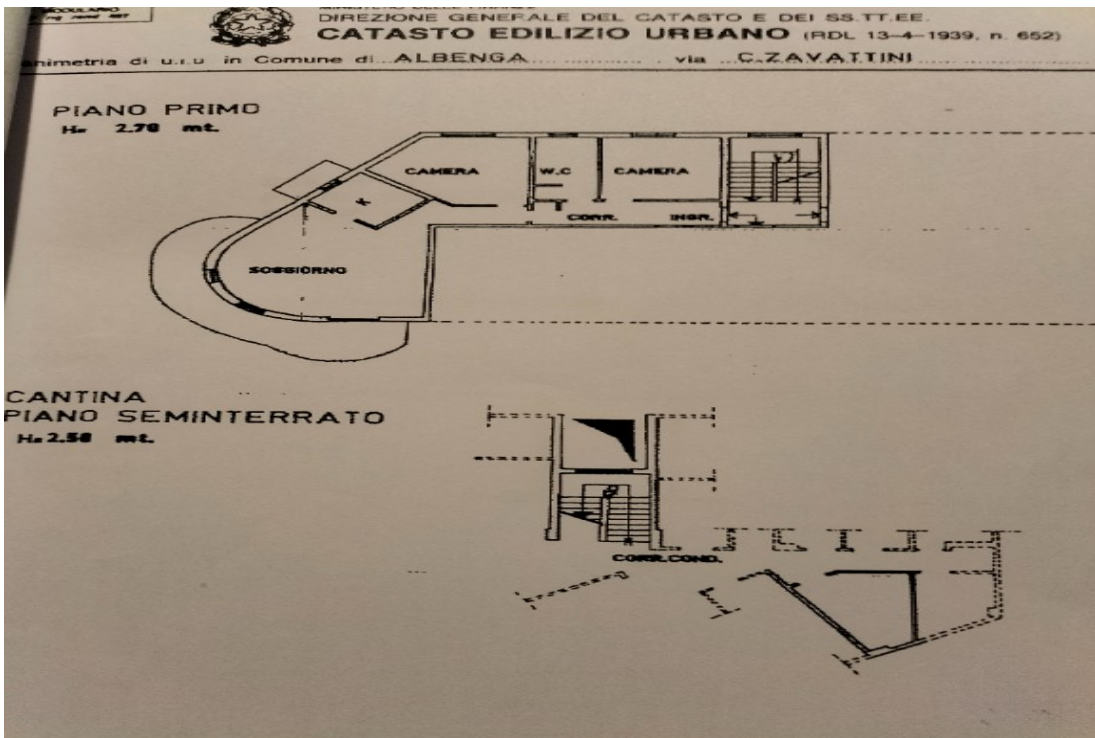 DIREZIONE GENERALE DEL CATASTO E DEI SS.TT.EE.
CATASTO EDILIZIO URBANO (RDL 13-4-1939, n. 652)
animetria di u.i.u in Comune di ALBENGA via C.ZAVATTINI
PIANO PRIMO
H= 2.70 mt.
CAMERA
W.C
CAMERA
K
CORR.
INGR.
SOGGIORNO
CANTINA
PIANO SEMINTERRATO
H= 2.50 mt.
CORR.COND.